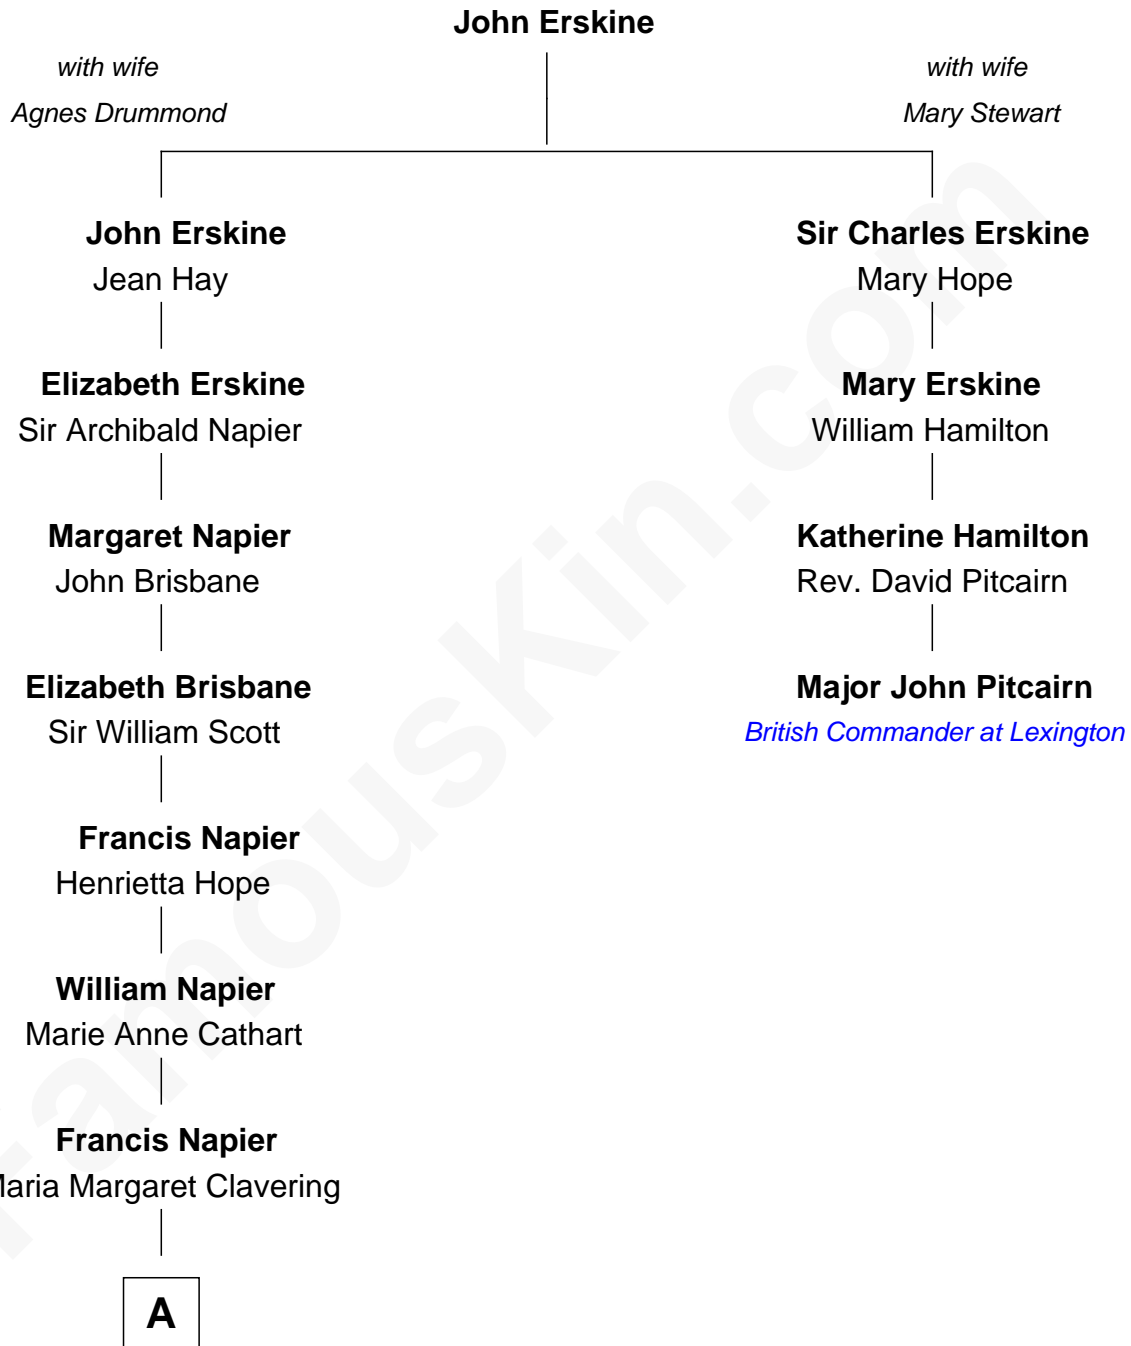 John Erskine
with wife
Agnes Drummond
with wife
Mary Stewart
John Erskine
Jean Hay
Sir Charles Erskine
Mary Hope
Elizabeth Erskine
Sir Archibald Napier
Mary Erskine
William Hamilton
Margaret Napier
John Brisbane
Katherine Hamilton
Rev. David Pitcairn
Elizabeth Brisbane
Sir William Scott
Major John Pitcairn
British Commander at Lexington
Francis Napier
Henrietta Hope
William Napier
Marie Anne Cathart
Francis Napier
Maria Margaret Clavering
A
FamousKin.com